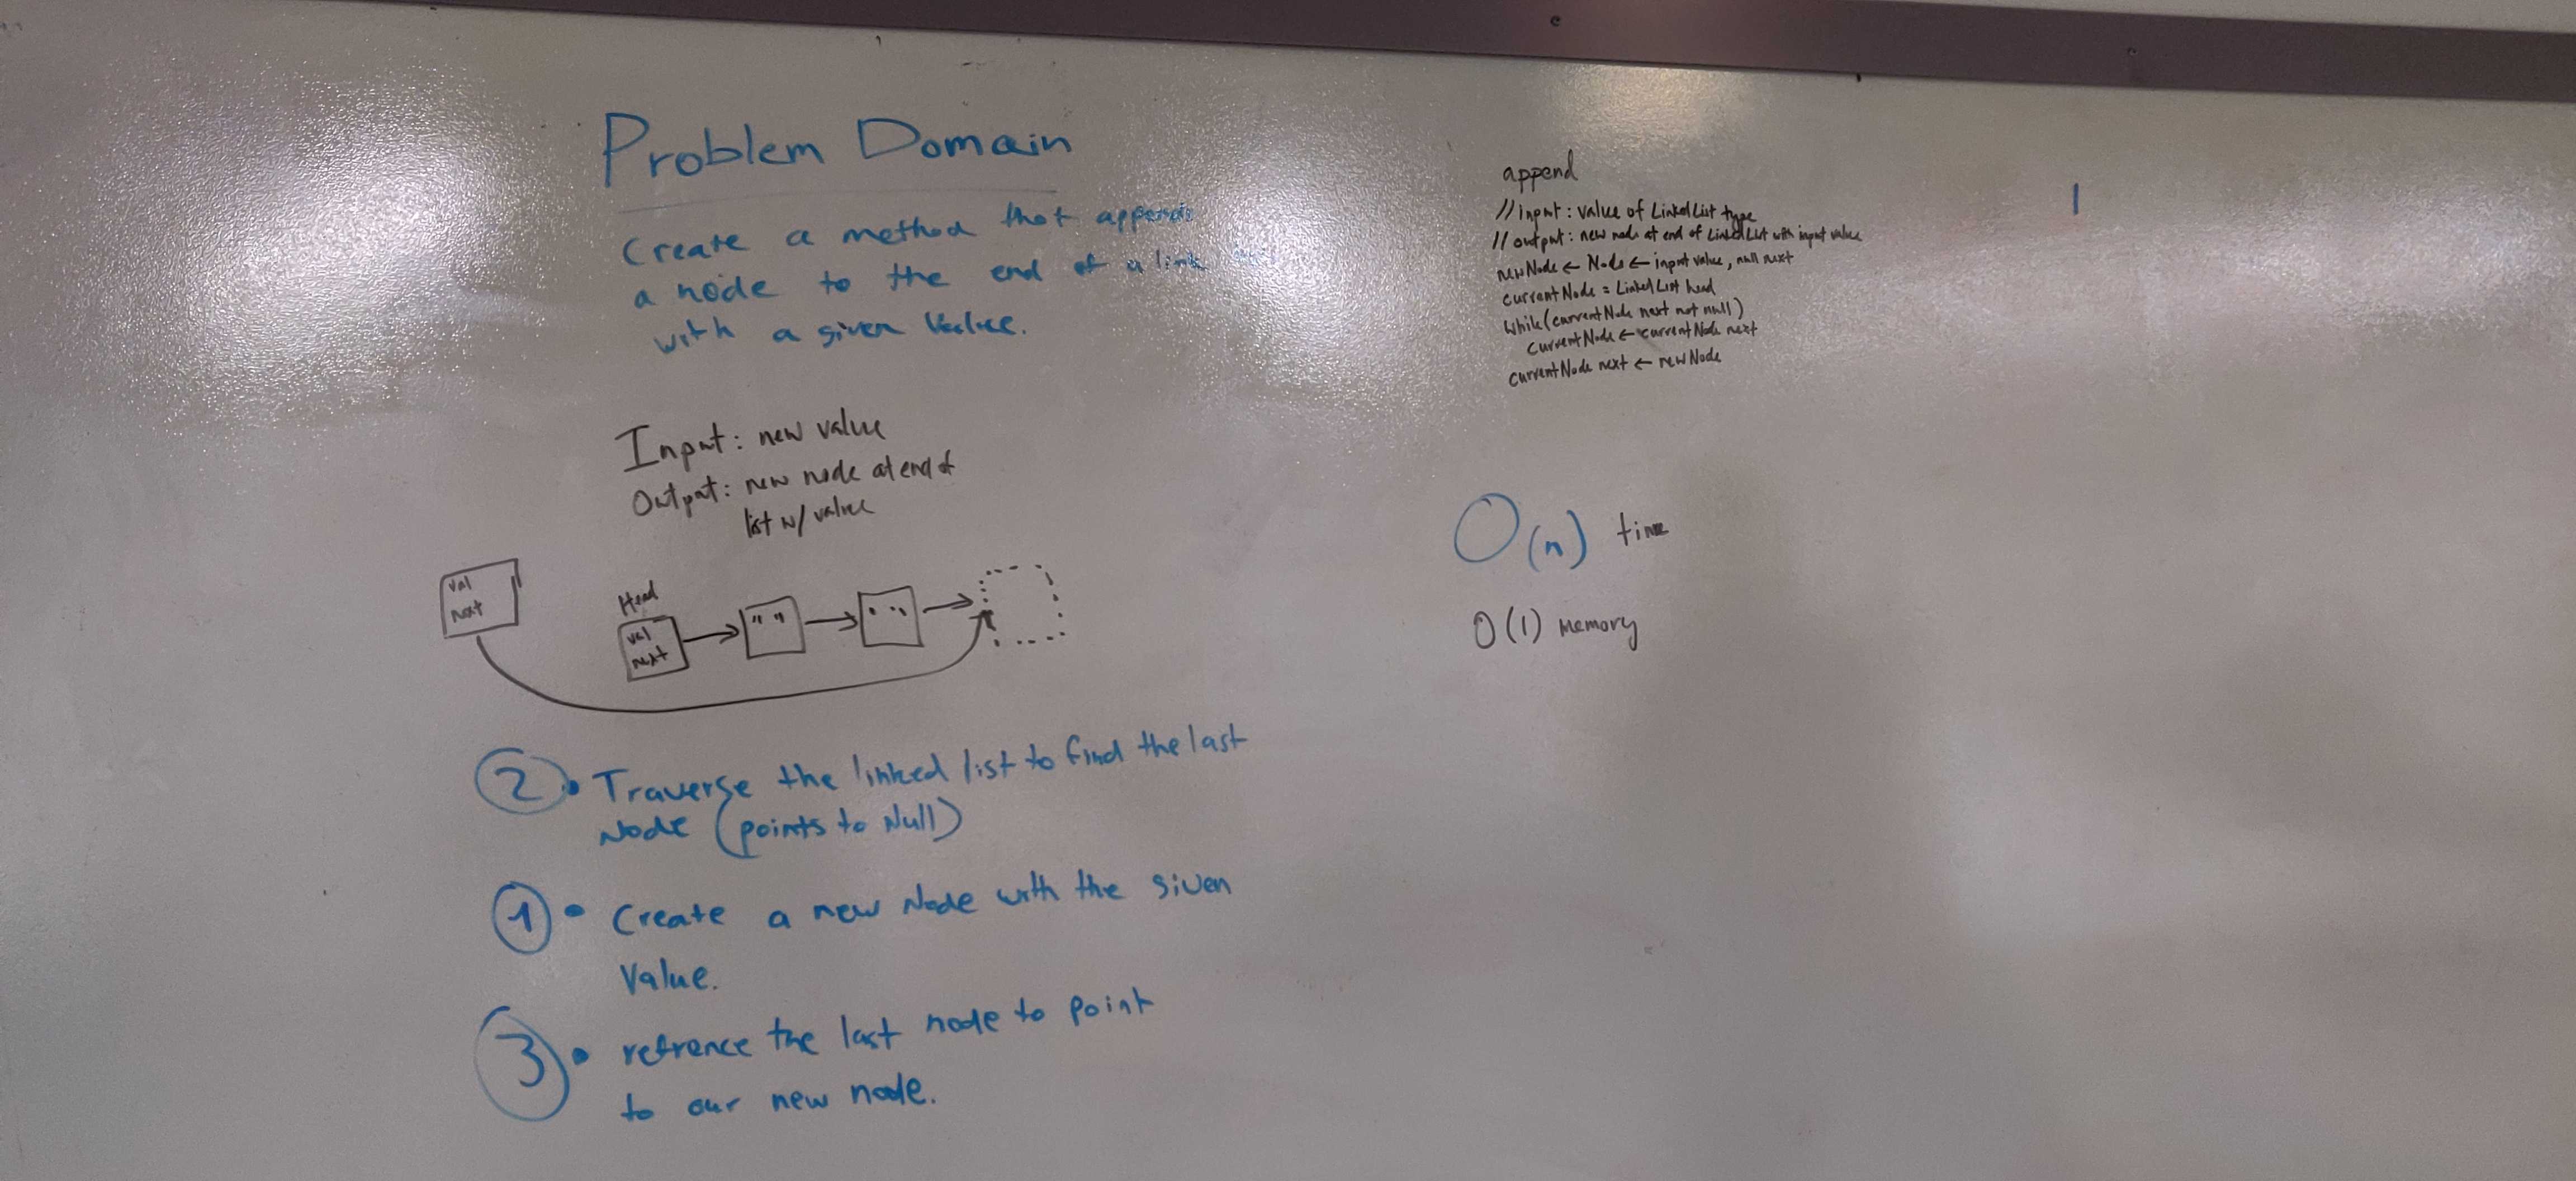 Problem Domain
Create a method that appends
a node to the end of a link
with a given Value.
Input: new value
Output: new node at end of
list w/ value
val
next
Head
val
next
" "
" "
② • Traverse the linked list to find the last
Node (points to Null)
① • Create a new Node with the given
Value.
③ • refrence the last node to point
to our new node.
append
//input: value of LinkedList type
//output: new node at end of LinkedList with input value
newNode ← Node ← input value, null next
currentNode = LinkedList head
while(currentNode next not null)
currentNode ← currentNode next
currentNode next ← newNode
O(n) time
O(1) memory